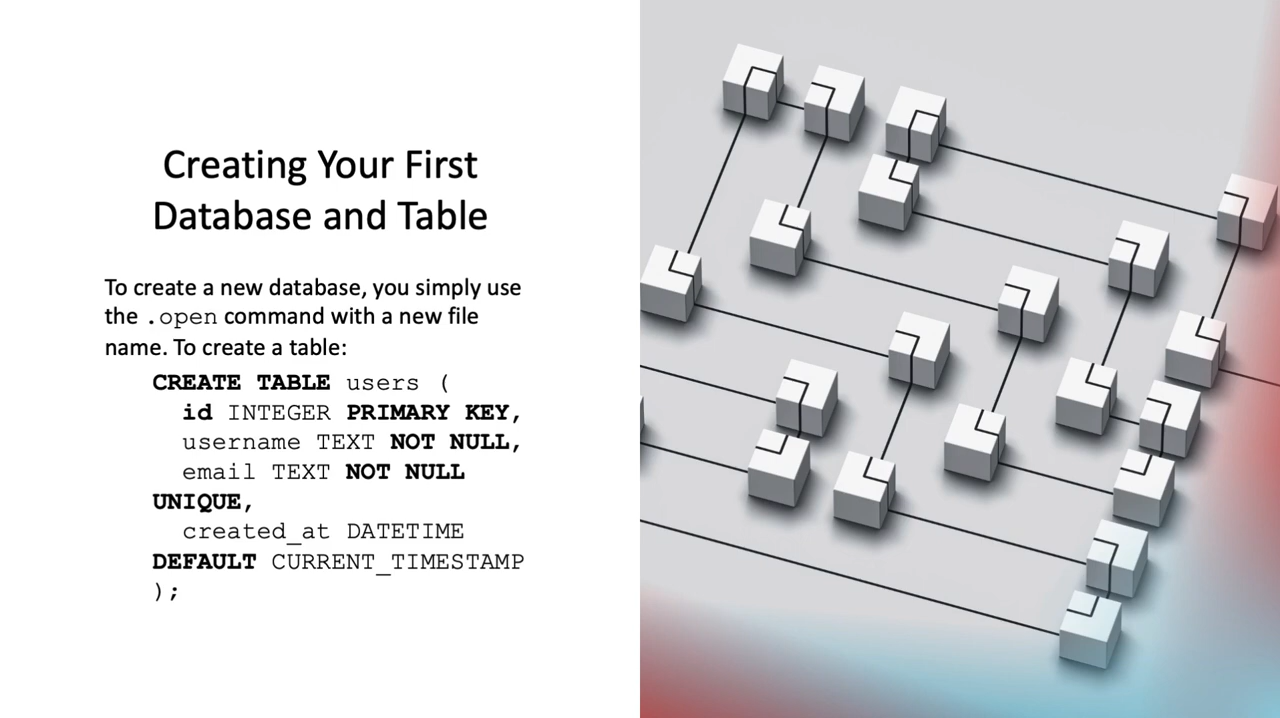 Creating Your First
Database and Table
To create a new database, you simply use
the .open command with a new file
name. To create a table:
CREATE TABLE users (
id INTEGER PRIMARY KEY,
username TEXT NOT NULL,
email TEXT NOT NULL
UNIQUE,
created_at DATETIME
DEFAULT CURRENT_TIMESTAMP
);